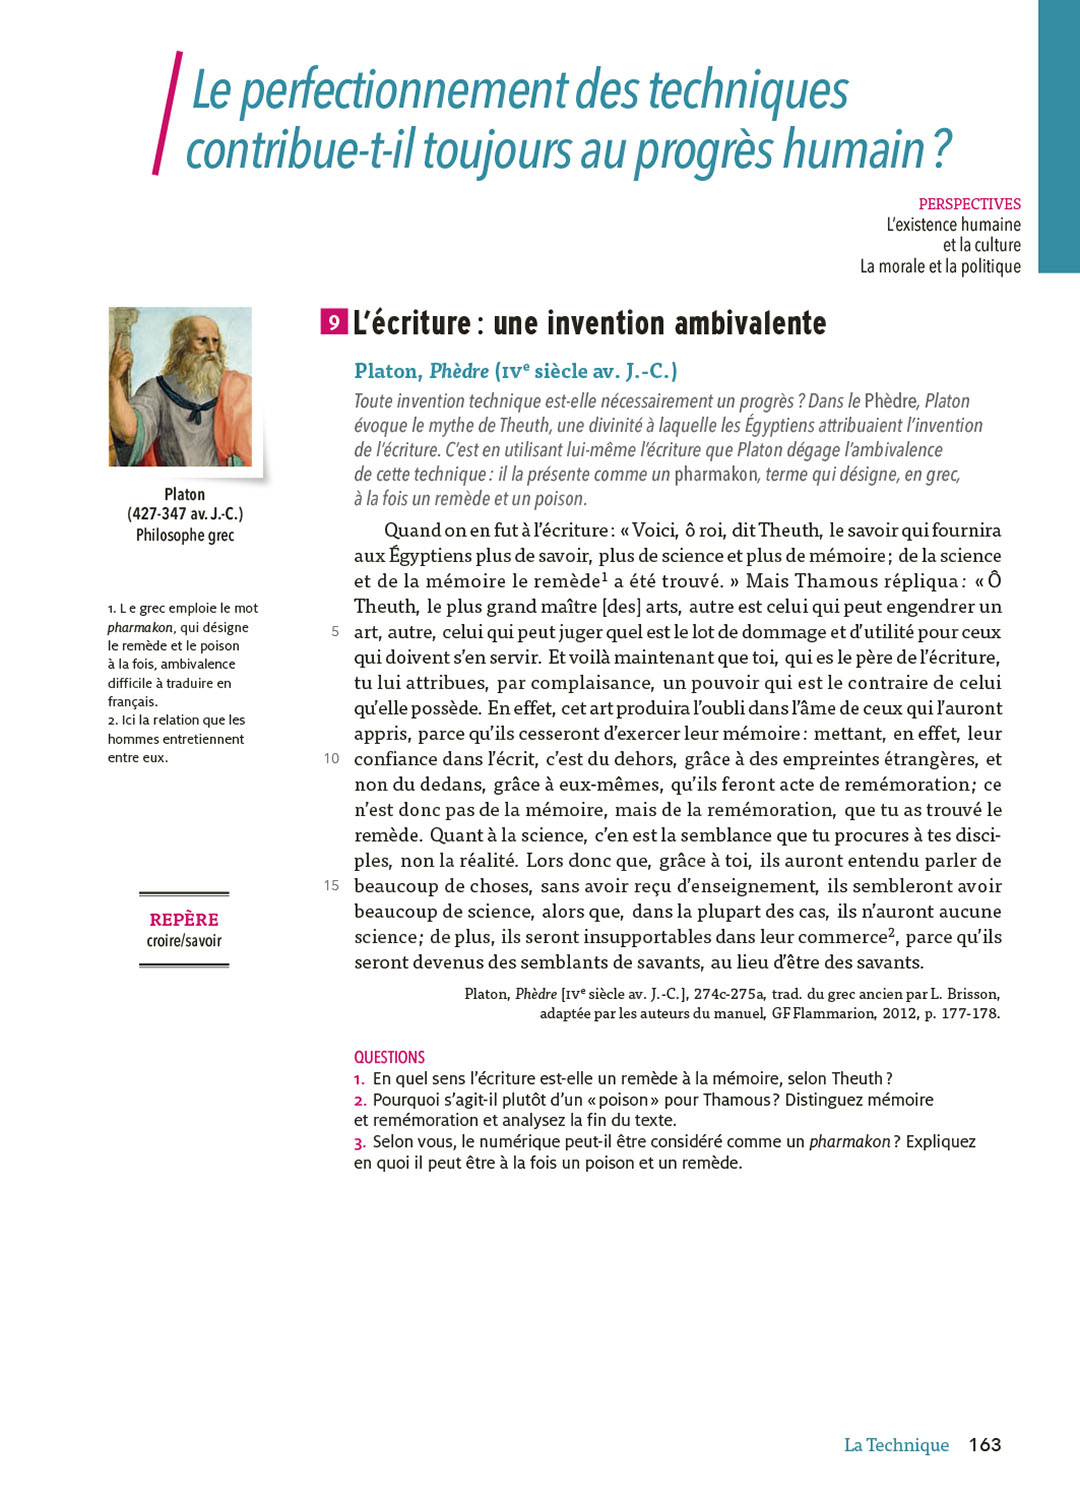 Le perfectionnement des techniques
contribue-t-il toujours au progrès humain ?
PERSPECTIVES
L'existence humaine
et la culture
La morale et la politique
Platon
(427-347 av. J.-C.)
Philosophe grec
1. L e grec emploie le mot
pharmakon, qui désigne
le remède et le poison
à la fois, ambivalence
difficile à traduire en
français.
2. Ici la relation que les
hommes entretiennent
entre eux.
REPÈRE
croire/savoir
9 L'écriture : une invention ambivalente
Platon, Phèdre (IVe siècle av. J.-C.)
Toute invention technique est-elle nécessairement un progrès ? Dans le Phèdre, Platon
évoque le mythe de Theuth, une divinité à laquelle les Égyptiens attribuaient l'invention
de l'écriture. C'est en utilisant lui-même l'écriture que Platon dégage l'ambivalence
de cette technique : il la présente comme un pharmakon, terme qui désigne, en grec,
à la fois un remède et un poison.
Quand on en fut à l'écriture : « Voici, ô roi, dit Theuth, le savoir qui fournira
aux Égyptiens plus de savoir, plus de science et plus de mémoire ; de la science
et de la mémoire le remède1 a été trouvé. » Mais Thamous répliqua : « Ô
Theuth, le plus grand maître [des] arts, autre est celui qui peut engendrer un
5 art, autre, celui qui peut juger quel est le lot de dommage et d'utilité pour ceux
qui doivent s'en servir. Et voilà maintenant que toi, qui es le père de l'écriture,
tu lui attribues, par complaisance, un pouvoir qui est le contraire de celui
qu'elle possède. En effet, cet art produira l'oubli dans l'âme de ceux qui l'auront
appris, parce qu'ils cesseront d'exercer leur mémoire : mettant, en effet, leur
10 confiance dans l'écrit, c'est du dehors, grâce à des empreintes étrangères, et
non du dedans, grâce à eux-mêmes, qu'ils feront acte de remémoration ; ce
n'est donc pas de la mémoire, mais de la remémoration, que tu as trouvé le
remède. Quant à la science, c'en est la semblance que tu procures à tes disci-
ples, non la réalité. Lors donc que, grâce à toi, ils auront entendu parler de
15 beaucoup de choses, sans avoir reçu d'enseignement, ils sembleront avoir
beaucoup de science, alors que, dans la plupart des cas, ils n'auront aucune
science ; de plus, ils seront insupportables dans leur commerce2, parce qu'ils
seront devenus des semblants de savants, au lieu d'être des savants.
Platon, Phèdre [IVe siècle av. J.-C.], 274c-275a, trad. du grec ancien par L. Brisson,
adaptée par les auteurs du manuel, GF Flammarion, 2012, p. 177-178.
QUESTIONS
1. En quel sens l'écriture est-elle un remède à la mémoire, selon Theuth ?
2. Pourquoi s'agit-il plutôt d'un « poison » pour Thamous ? Distinguez mémoire
et remémoration et analysez la fin du texte.
3. Selon vous, le numérique peut-il être considéré comme un pharmakon ? Expliquez
en quoi il peut être à la fois un poison et un remède.
La Technique 163